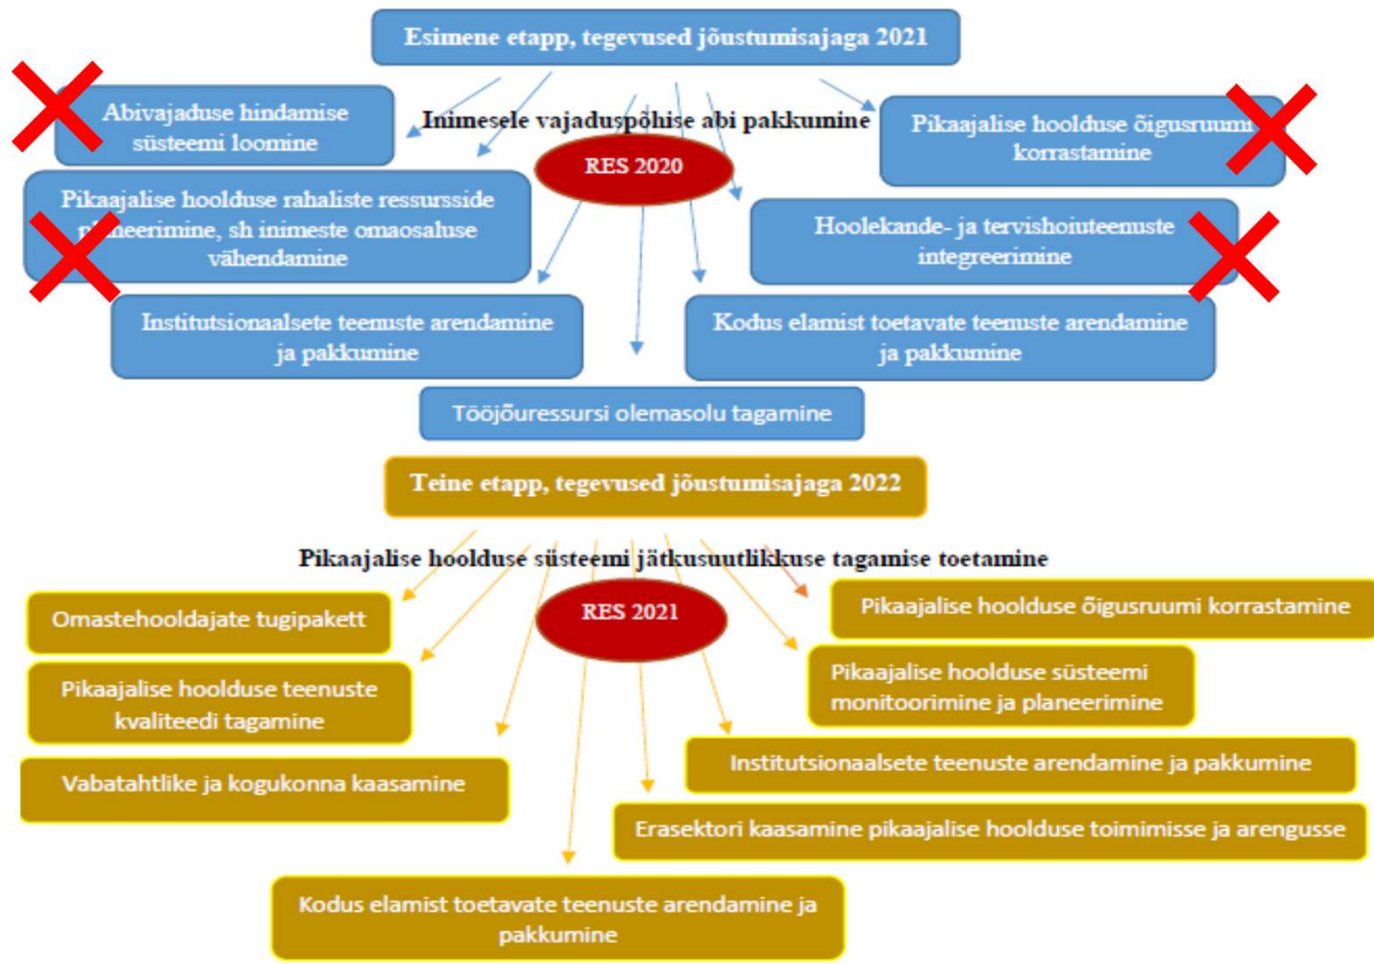 Esimene etapp, tegevused jõustumisajaga 2021
Abivajaduse hindamise
süsteemi loomine
Inimesele vajaduspõhise abi pakkumine
Pikaajalise hoolduse õigusruumi
korrastamine
RES 2020
Pikaajalise hoolduse rahaliste ressursside
planeerimine, sh inimeste omaosaluse
vähendamine
Hoolekande- ja tervishoiuteenuste
integreerimine
Institutsionaalsete teenuste arendamine
ja pakkumine
Kodus elamist toetavate teenuste arendamine
ja pakkumine
Tööjõuressursi olemasolu tagamine
Teine etapp, tegevused jõustumisajaga 2022
Pikaajalise hoolduse süsteemi jätkusuutlikkuse tagamise toetamine
Omastehooldajate tugipakett
RES 2021
Pikaajalise hoolduse õigusruumi korrastamine
Pikaajalise hoolduse teenuste
kvaliteedi tagamine
Pikaajalise hoolduse süsteemi
monitoorimine ja planeerimine
Vabatahtlike ja kogukonna kaasamine
Institutsionaalsete teenuste arendamine ja pakkumine
Erasektori kaasamine pikaajalise hoolduse toimimisse ja arengusse
Kodus elamist toetavate teenuste arendamine ja
pakkumine